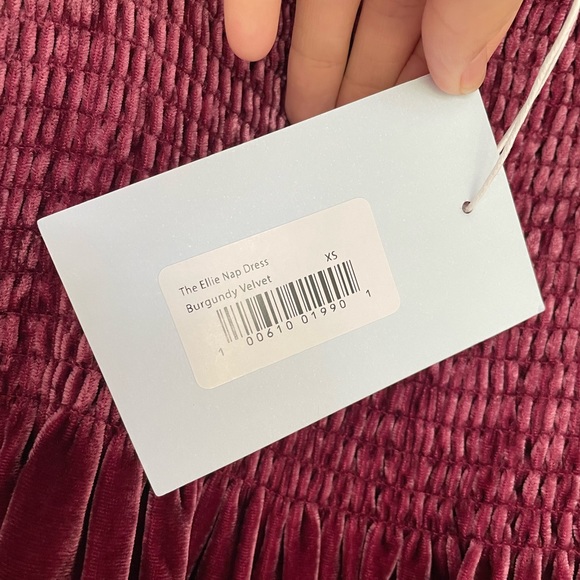 The Ellie Nap Dress XS
Burgundy Velvet
1 00610 01990 1